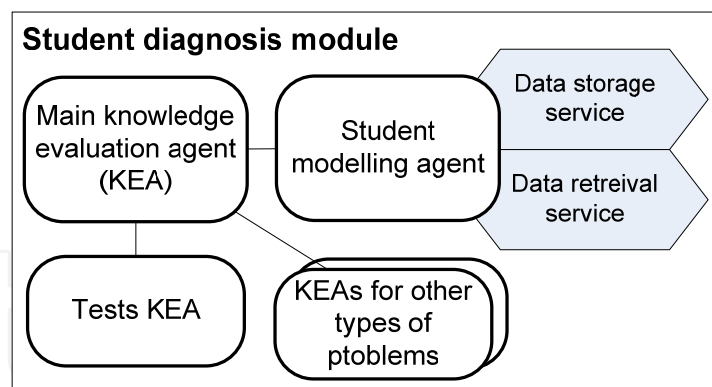 Student diagnosis module
Main knowledge
evaluation agent
(KEA)
Student
modelling agent
Data storage
service
Data retreival
service
Tests KEA
KEAs for other
types of
ptoblems